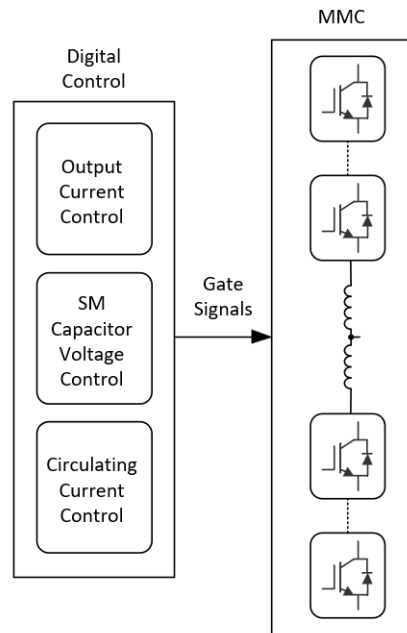 MMC
Digital
Control
Output
Current
Control
SM
Capacitor
Voltage
Control
Circulating
Current
Control
Gate
Signals